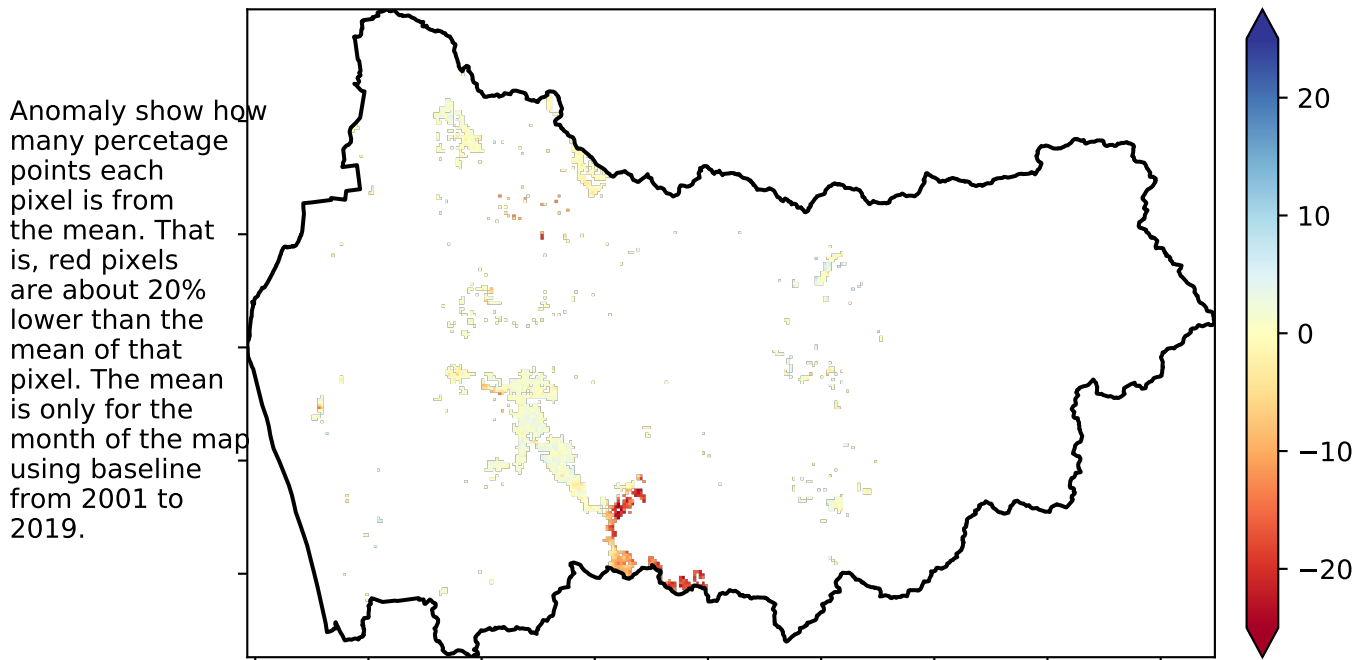 Anomaly show how
many percetage
points each
pixel is from
the mean. That
is, red pixels
are about 20%
lower than the
mean of that
pixel. The mean
is only for the
month of the map
using baseline
from 2001 to
2019.
20
10
0
−10
−20